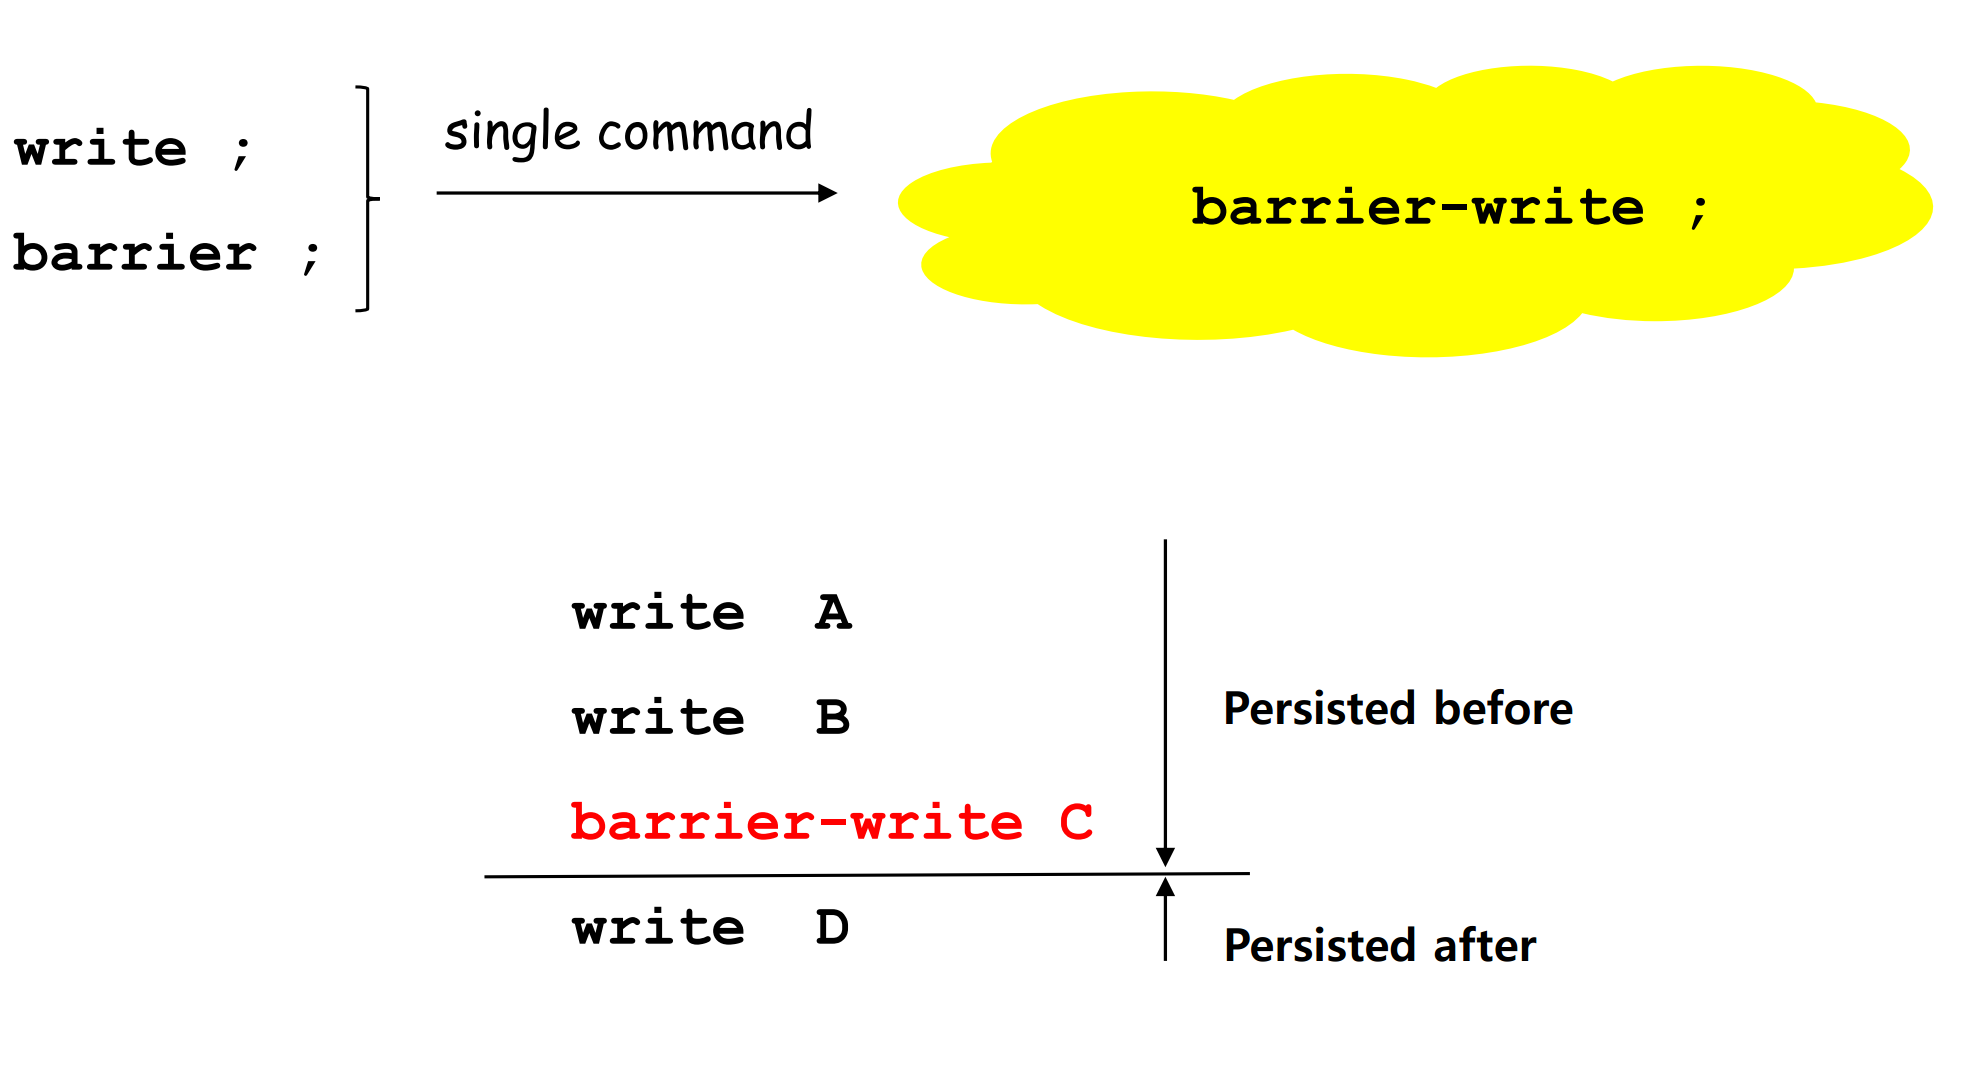 write ;
barrier ;
single command
barrier-write ;
write A
write B
barrier-write C
write D
Persisted before
Persisted after